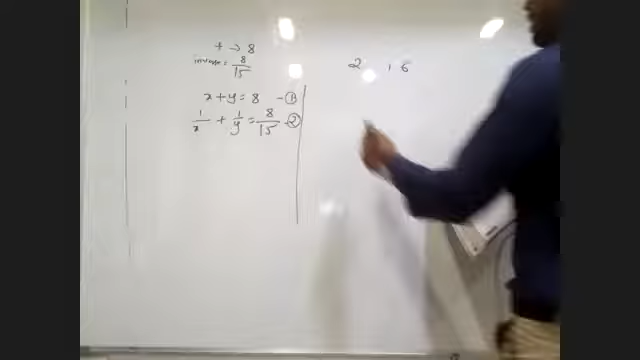 + → 8
inverse = 8/15
x + y = 8 - ①
1/x + 1/y = 8/15 - ②
2 , 6